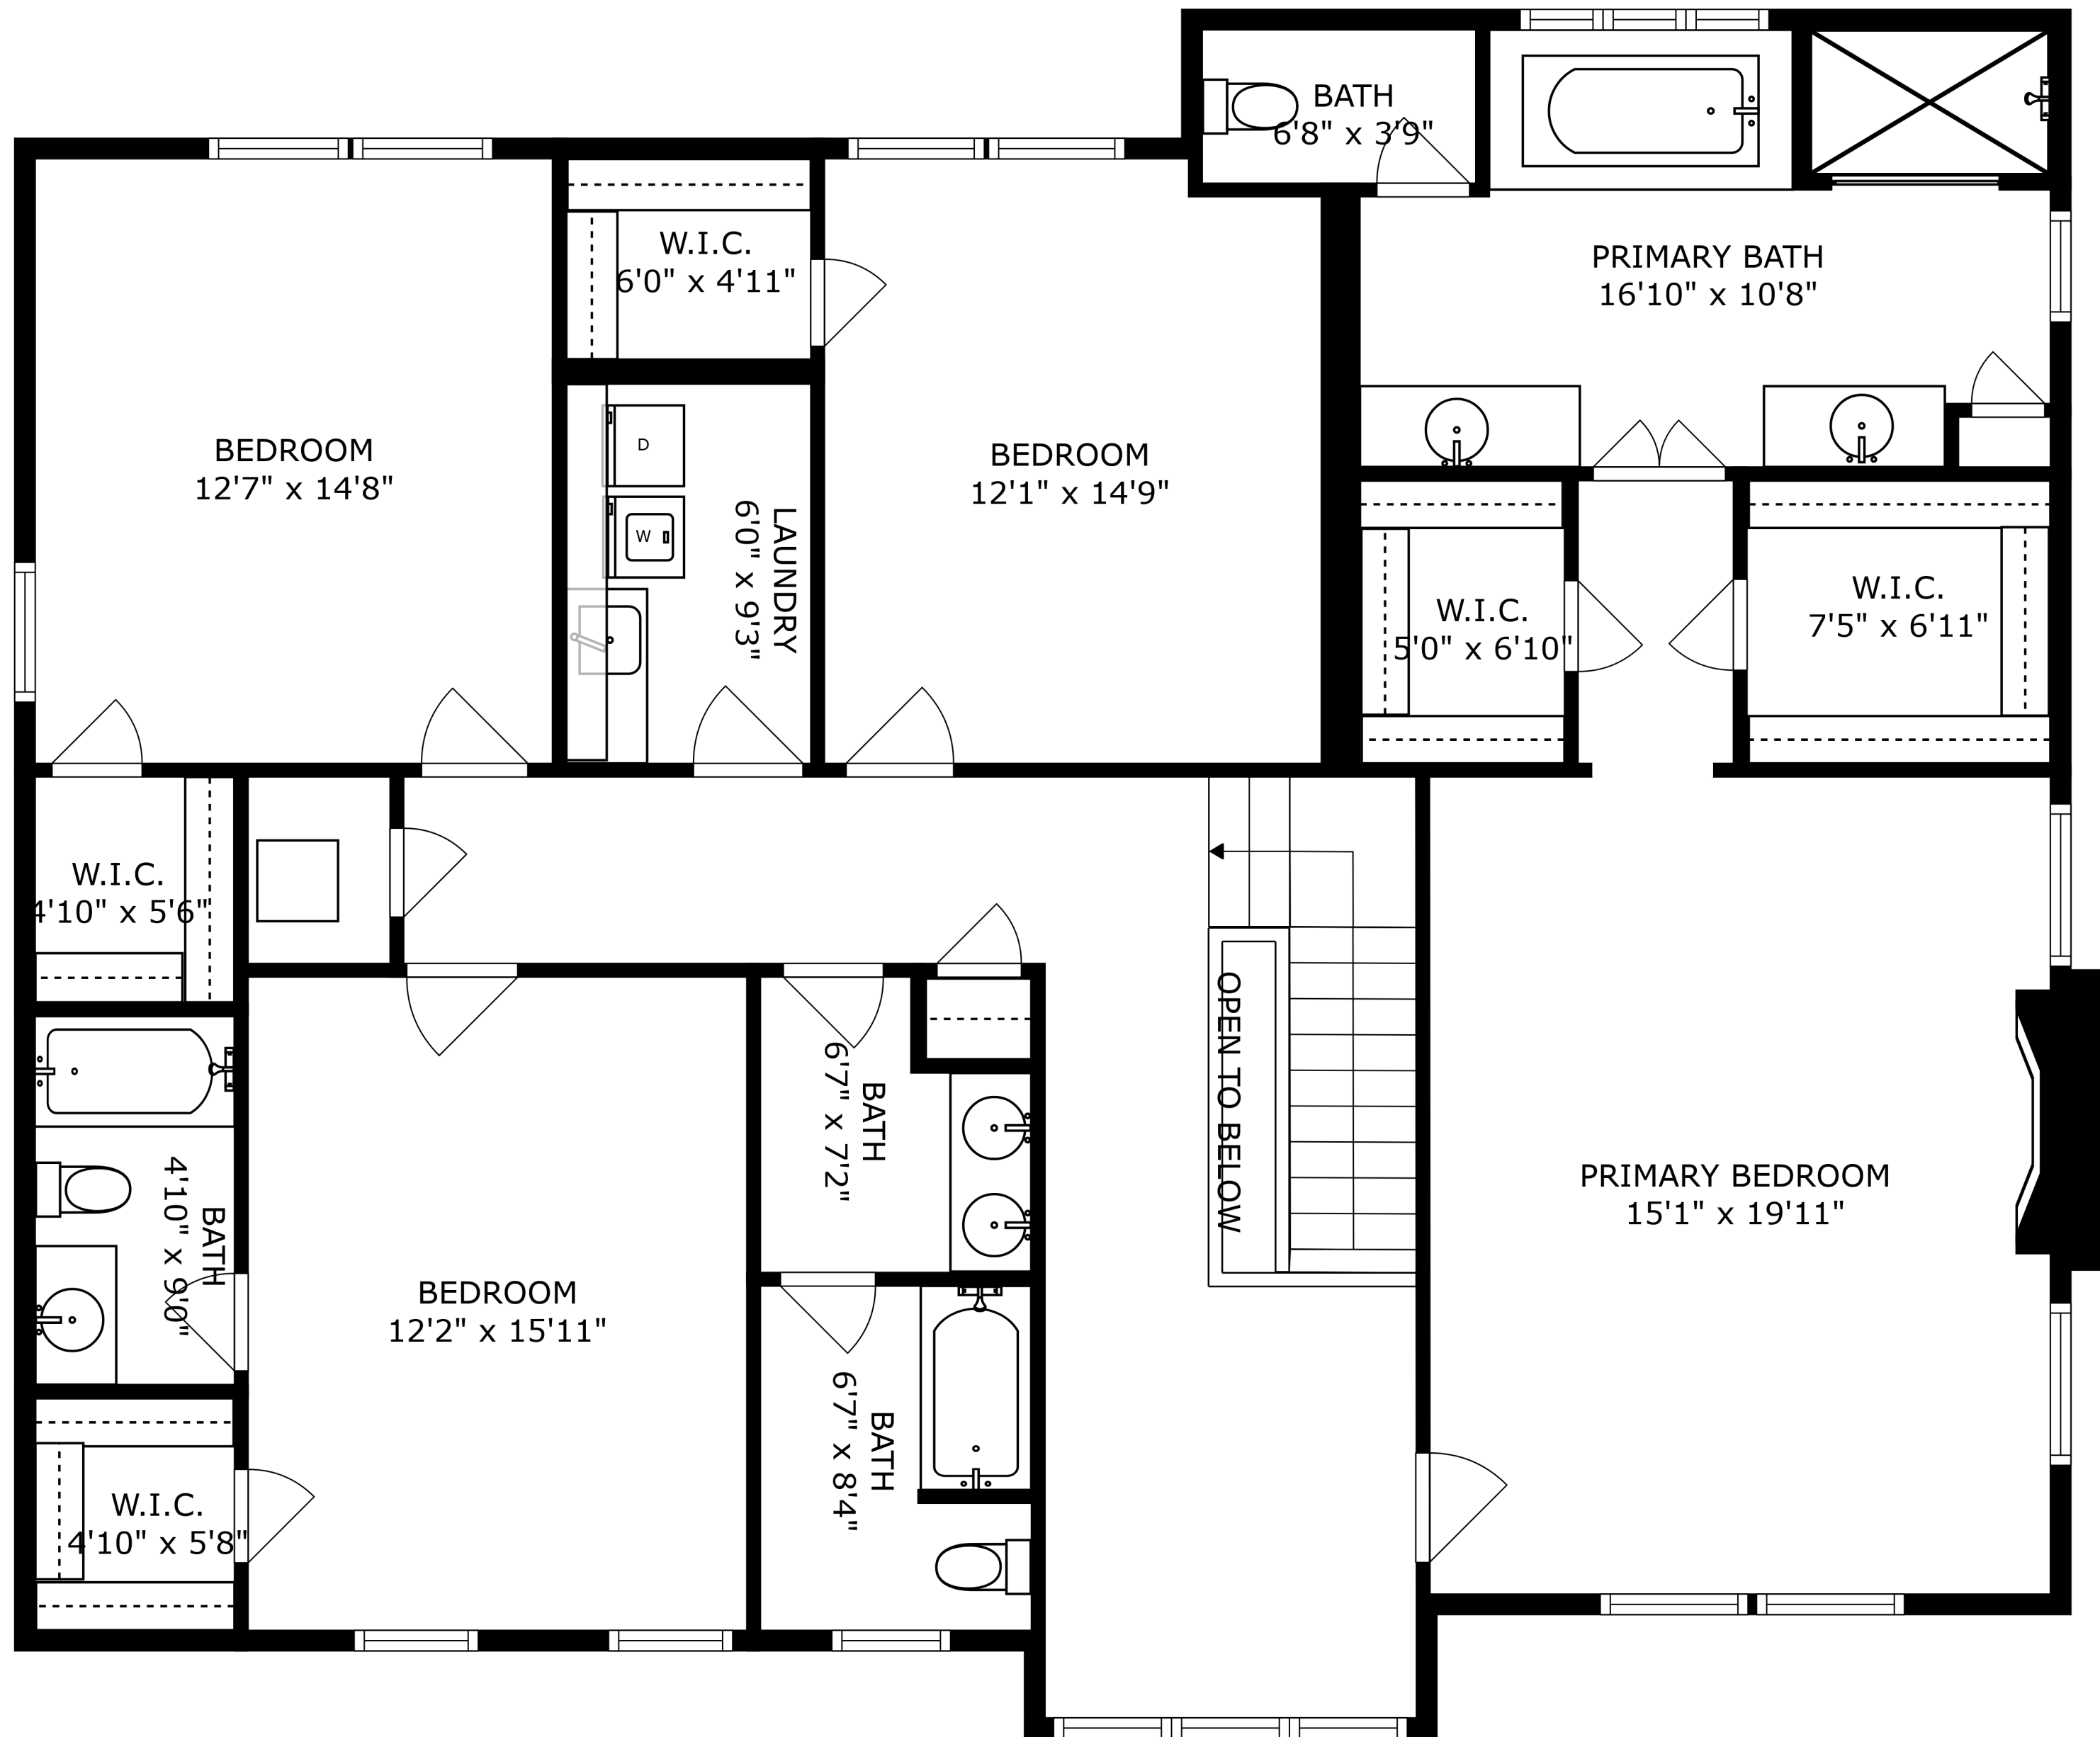 BATH
6'8" x 3'9"
W.I.C.
6'0" x 4'11"
PRIMARY BATH
16'10" x 10'8"
BEDROOM
12'7" x 14'8"
D
W
LAUNDRY
6'0" x 9'3"
BEDROOM
12'1" x 14'9"
W.I.C.
5'0" x 6'10"
W.I.C.
7'5" x 6'11"
W.I.C.
4'10" x 5'6"
OPEN TO BELOW
BATH
6'7" x 7'2"
PRIMARY BEDROOM
15'1" x 19'11"
BATH
4'10" x 9'0"
BEDROOM
12'2" x 15'11"
BATH
6'7" x 8'4"
W.I.C.
4'10" x 5'8"